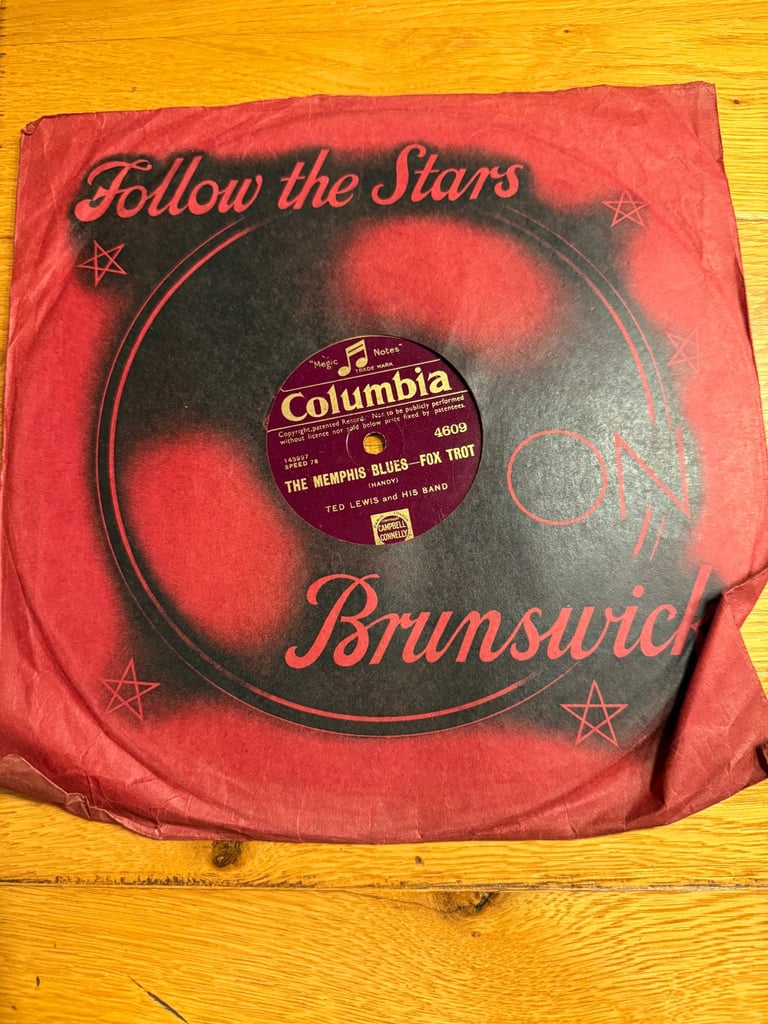 Follow the Stars
"Magic Notes"
TRADE MARK
Columbia
Copyright, patented Record. Not to be publicly performed
without licence nor sold below price fixed by patentees.
4609
143997
SPEED 78
THE MEMPHIS BLUES—FOX TROT
(HANDY)
TED LEWIS and HIS BAND
CAMPBELL
CONNELLY
ON
Brunswick